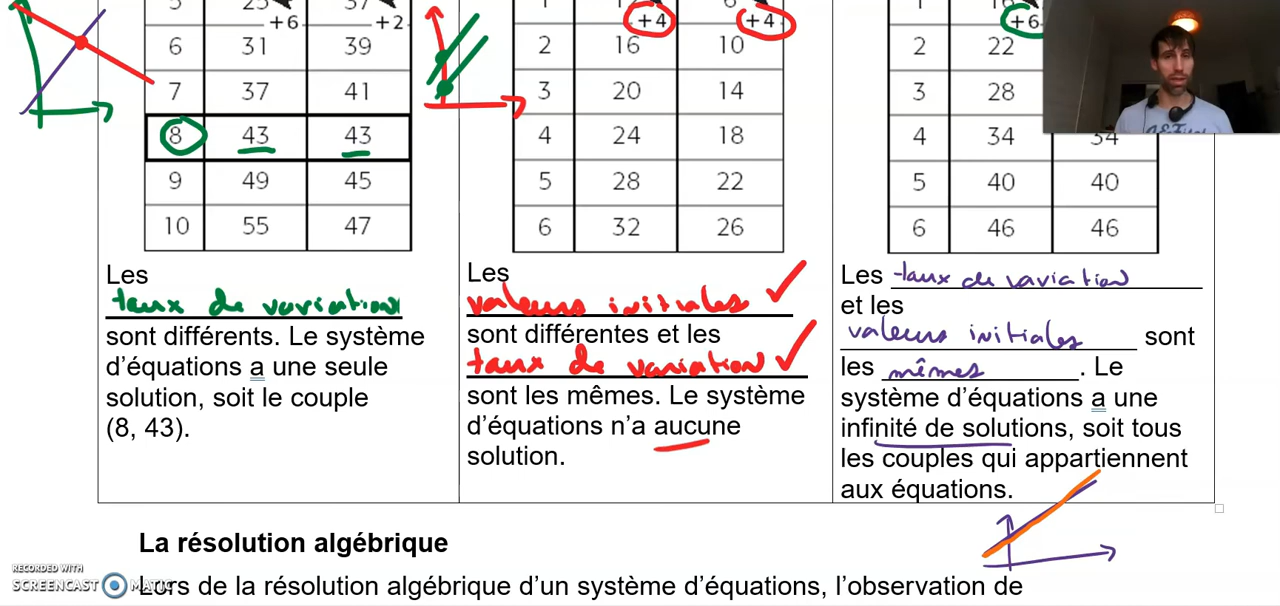 5 25 37
+6 +2
6 31 39
7 37 41
8 43 43
9 49 45
10 55 47
Les
taux de variation
sont différents. Le système
d'équations a une seule
solution, soit le couple
(8, 43).
+4 +4
2 16 10
3 20 14
4 24 18
5 28 22
6 32 26
Les
valeurs initiales
sont différentes et les
taux de variation
sont les mêmes. Le système
d'équations n'a aucune
solution.
+6
2 22
3 28
4 34 34
5 40 40
6 46 46
Les taux de variation
et les
valeurs initiales sont
les mêmes. Le
système d'équations a une
infinité de solutions, soit tous
les couples qui appartiennent
aux équations.
La résolution algébrique
Lors de la résolution algébrique d'un système d'équations, l'observation de
RECORDED WITH
SCREENCAST MATIC